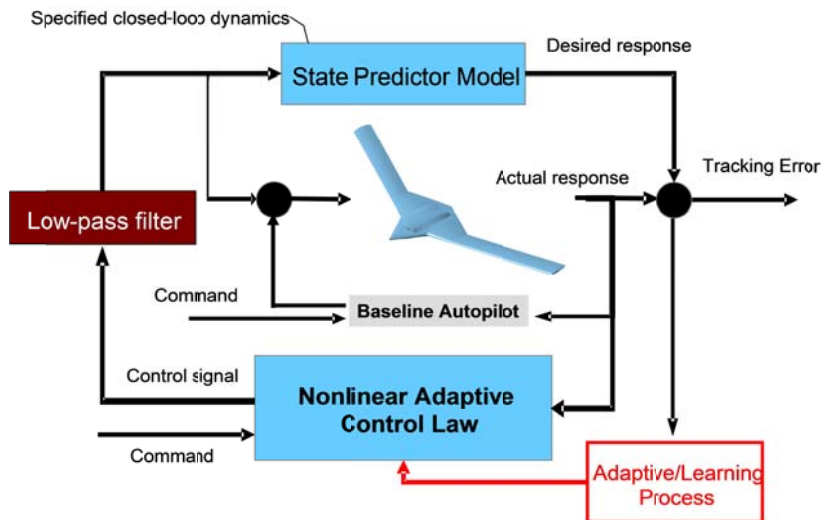 Specified closed-loop dynamics
Desired response
State Predictor Model
Actual response
Tracking Error
Low-pass filter
Command
Baseline Autopilot
Control signal
Nonlinear Adaptive
Control Law
Command
Adaptive/Learning
Process